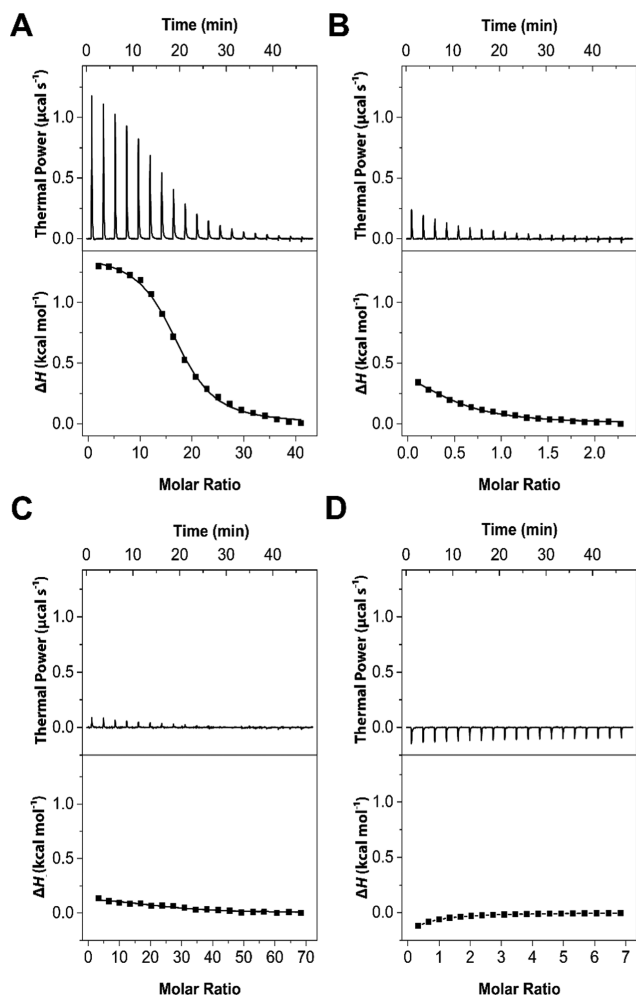 A
Time (min)
0 10 20 30 40
Thermal Power (µcal s⁻¹)
1.0
0.5
0.0
ΔH (kcal mol⁻¹)
1.0
0.5
0.0
0 10 20 30 40
Molar Ratio
B
Time (min)
0 10 20 30 40
Thermal Power (µcal s⁻¹)
1.0
0.5
0.0
ΔH (kcal mol⁻¹)
1.0
0.5
0.0
0.0 0.5 1.0 1.5 2.0
Molar Ratio
C
Time (min)
0 10 20 30 40
Thermal Power (µcal s⁻¹)
1.0
0.5
0.0
ΔH (kcal mol⁻¹)
1.0
0.5
0.0
0 10 20 30 40 50 60 70
Molar Ratio
D
Time (min)
0 10 20 30 40
Thermal Power (µcal s⁻¹)
1.0
0.5
0.0
ΔH (kcal mol⁻¹)
1.0
0.5
0.0
0 1 2 3 4 5 6 7
Molar Ratio